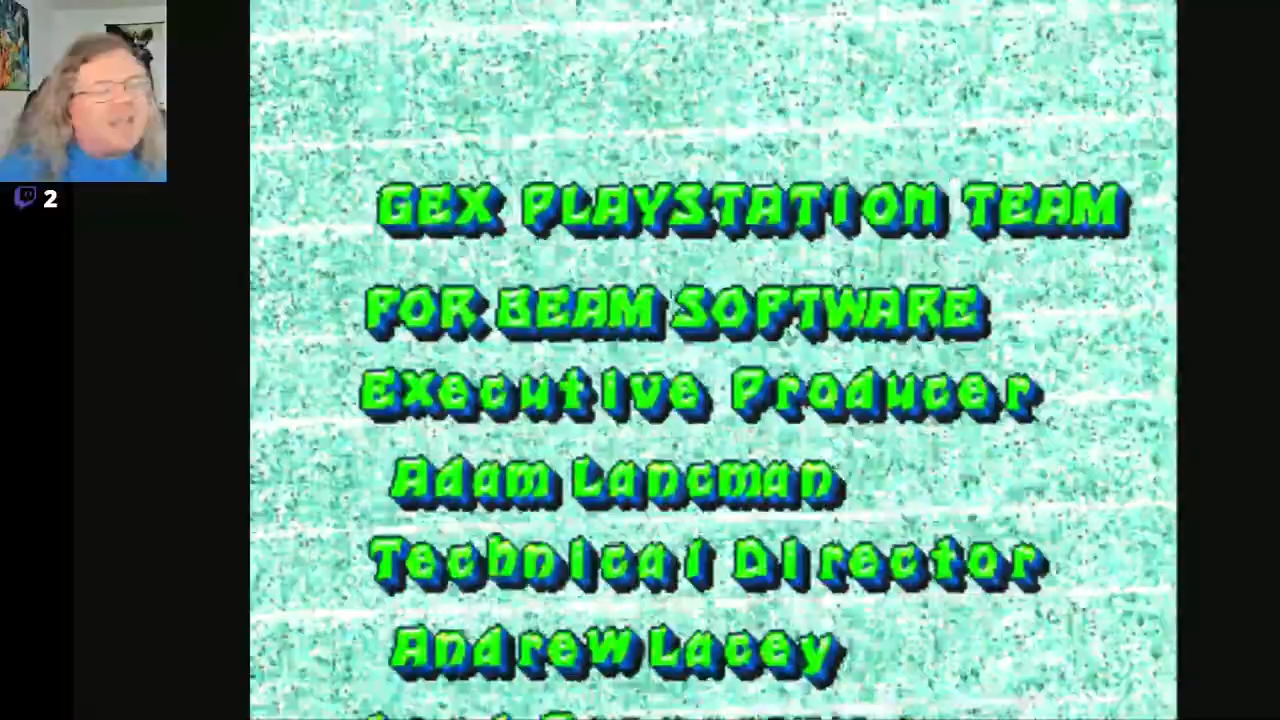 2
GEX PLAYSTATION TEAM
FOR BEAM SOFTWARE
Executive Producer
Adam Lancman
Technical Director
Andrew Lacey